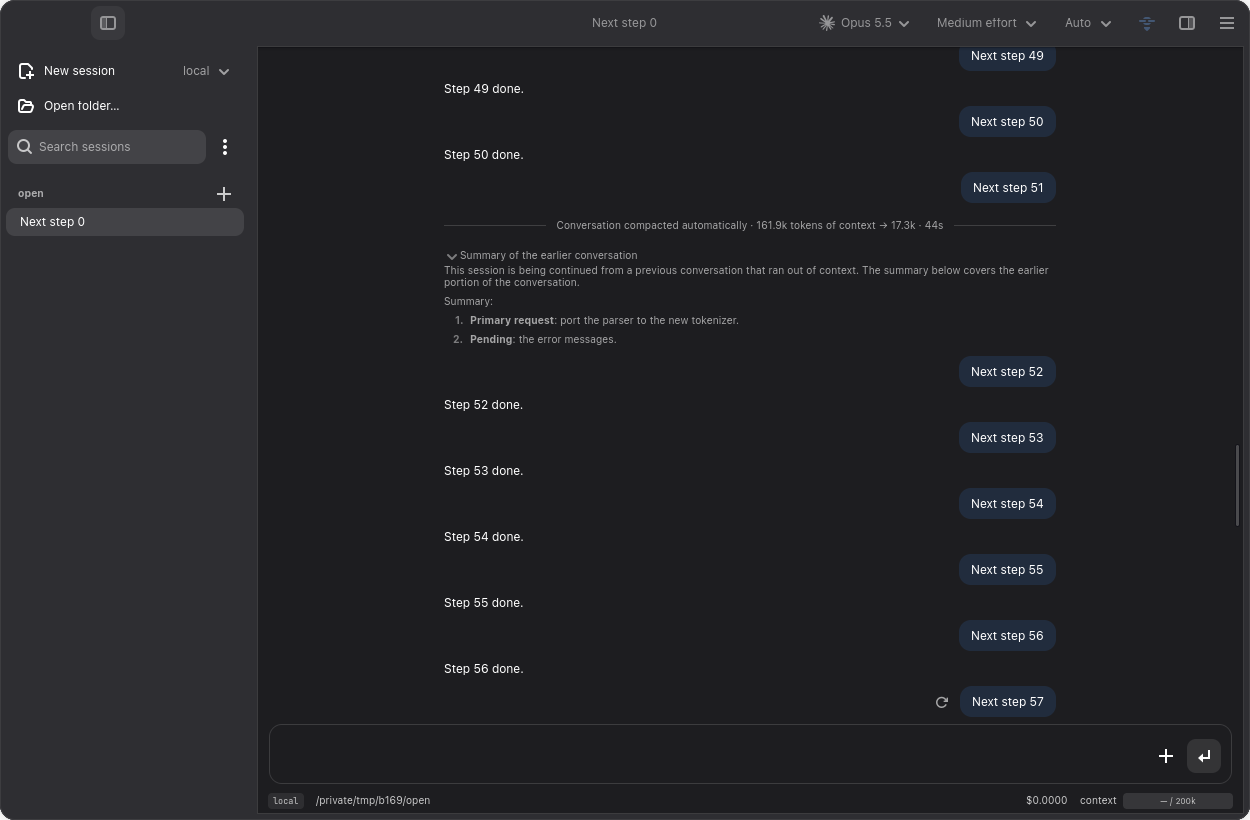 Next step 0
Opus 5.5
Medium effort
Auto
New session
local
Open folder...
Search sessions
open
Next step 0
Next step 49
Step 49 done.
Next step 50
Step 50 done.
Next step 51
Conversation compacted automatically · 161.9k tokens of context → 17.3k · 44s
Summary of the earlier conversation
This session is being continued from a previous conversation that ran out of context. The summary below covers the earlier
portion of the conversation.
Summary:
1. Primary request: port the parser to the new tokenizer.
2. Pending: the error messages.
Next step 52
Step 52 done.
Next step 53
Step 53 done.
Next step 54
Step 54 done.
Next step 55
Step 55 done.
Next step 56
Step 56 done.
Next step 57
local
/private/tmp/b169/open
$0.0000
context
— / 200k